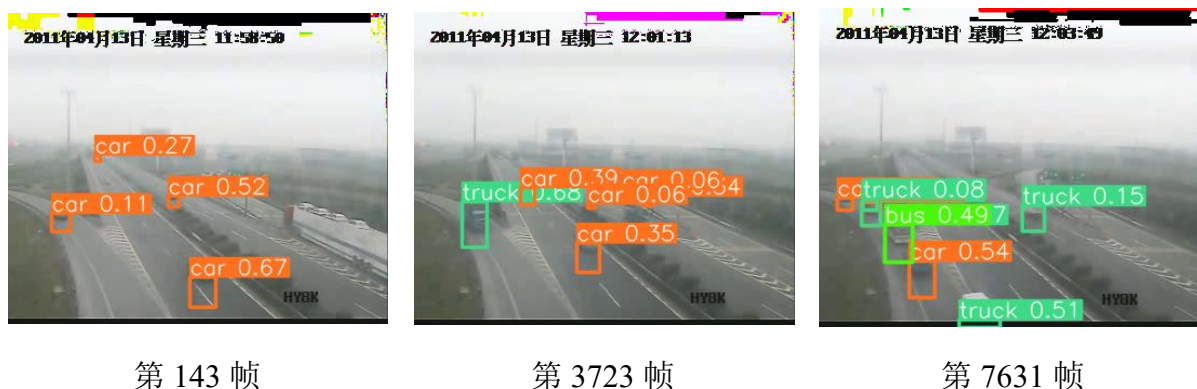 2011年04月13日 星期三 11:58:50
car 0.27
car 0.52
car 0.11
car 0.67
HYSK
第 143 帧
2011年04月13日 星期三 12:01:13
car 0.39
car 0.06
truck 0.68
car 0.06
car 0.35
HYSK
第 3723 帧
2011年04月13日 星期三 12:03:49
truck 0.08
truck 0.15
bus 0.49
car 0.54
HYSK
truck 0.51
第 7631 帧